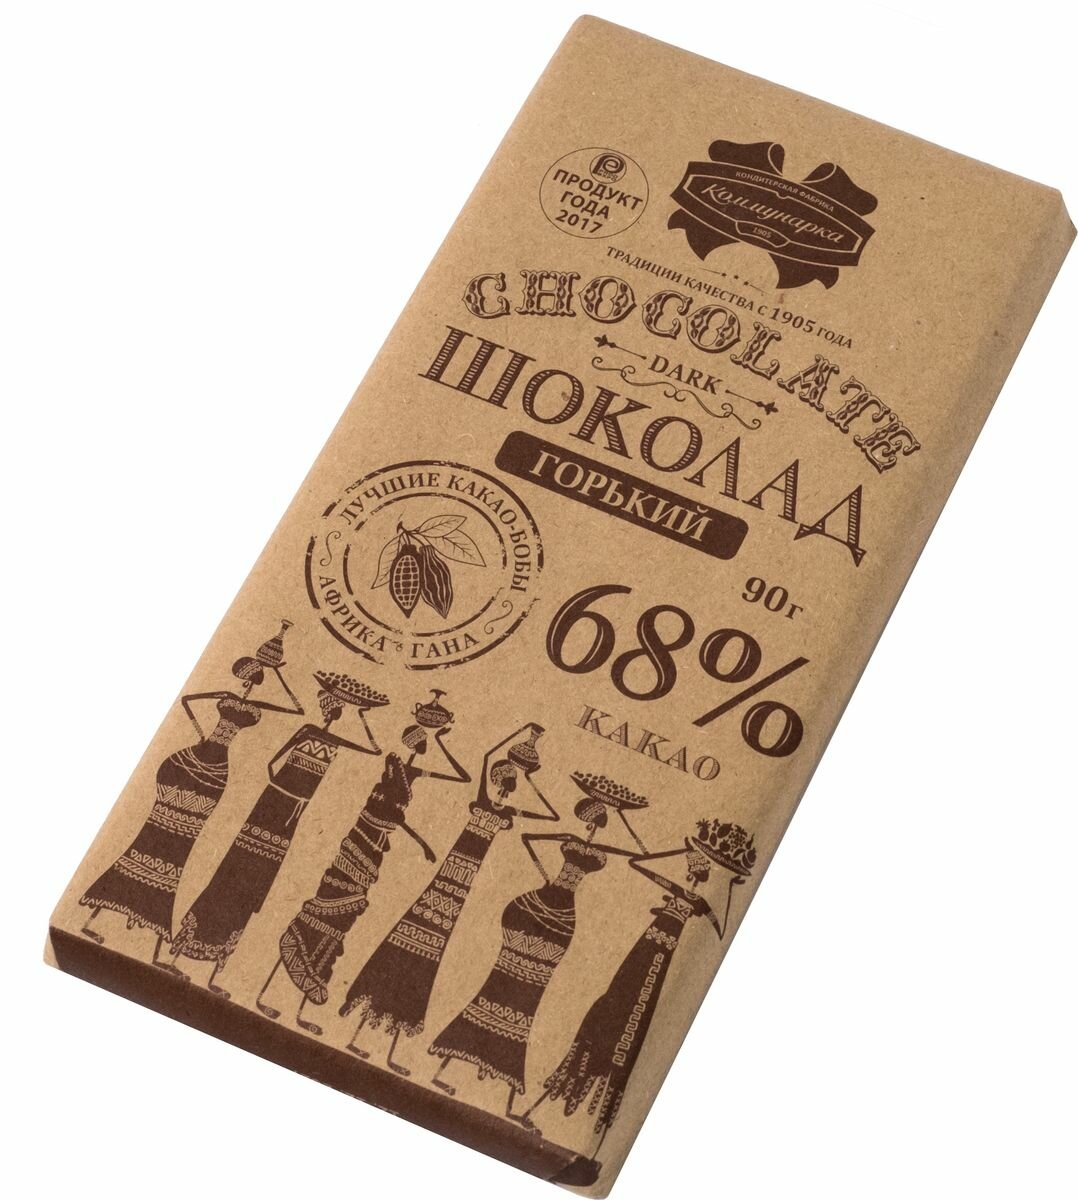 ПРОДУКТ
ГОДА
2017
КОНДИТЕРСКАЯ ФАБРИКА
Коммунарка
1905
ТРАДИЦИИ КАЧЕСТВА С 1905 ГОДА
CHOCOLATE
DARK
ШОКОЛАД
ГОРЬКИЙ
ЛУЧШИЕ КАКАО-БОБЫ
АФРИКА ГАНА
90г
68%
КАКАО